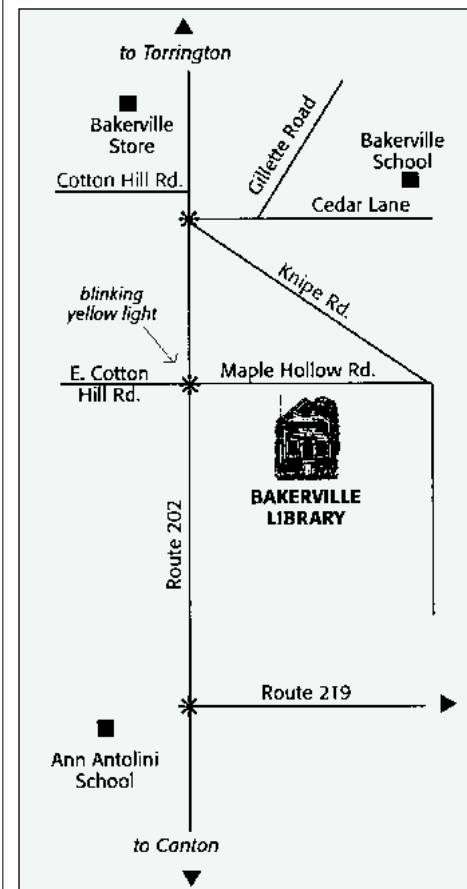 to Torrington
Bakerville
Store
Gillette Road
Bakerville
School
Cotton Hill Rd.
Cedar Lane
Knipe Rd.
blinking
yellow light
E. Cotton
Hill Rd.
Maple Hollow Rd.
BAKERVILLE
LIBRARY
Route 202
Route 219
Ann Antolini
School
to Canton